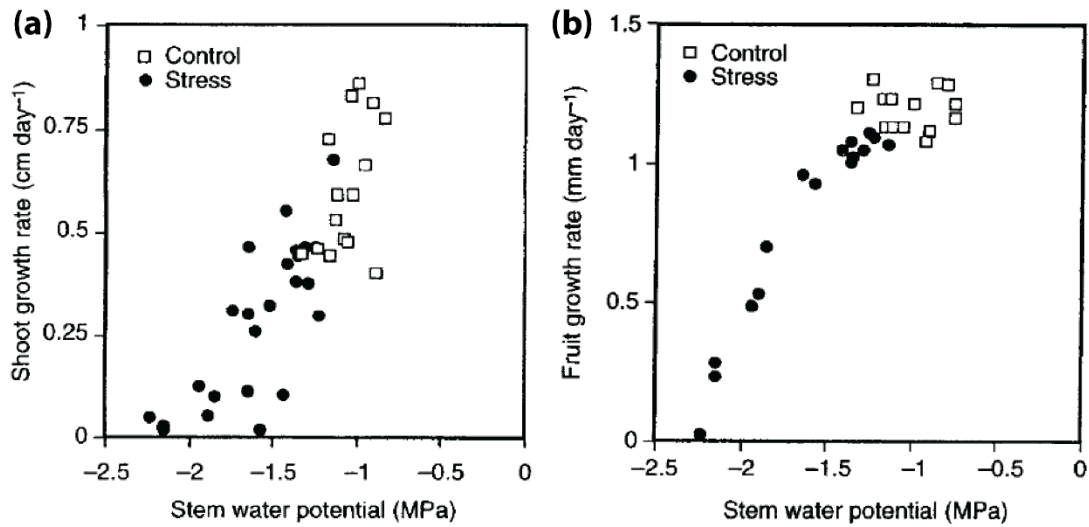 (a)
1
0.75
0.5
0.25
0
Shoot growth rate (cm day⁻¹)
Control
Stress
−2.5 −2 −1.5 −1 −0.5 0
Stem water potential (MPa)
(b)
1.5
1
0.5
0
Fruit growth rate (mm day⁻¹)
Control
Stress
−2.5 −2 −1.5 −1 −0.5 0
Stem water potential (MPa)